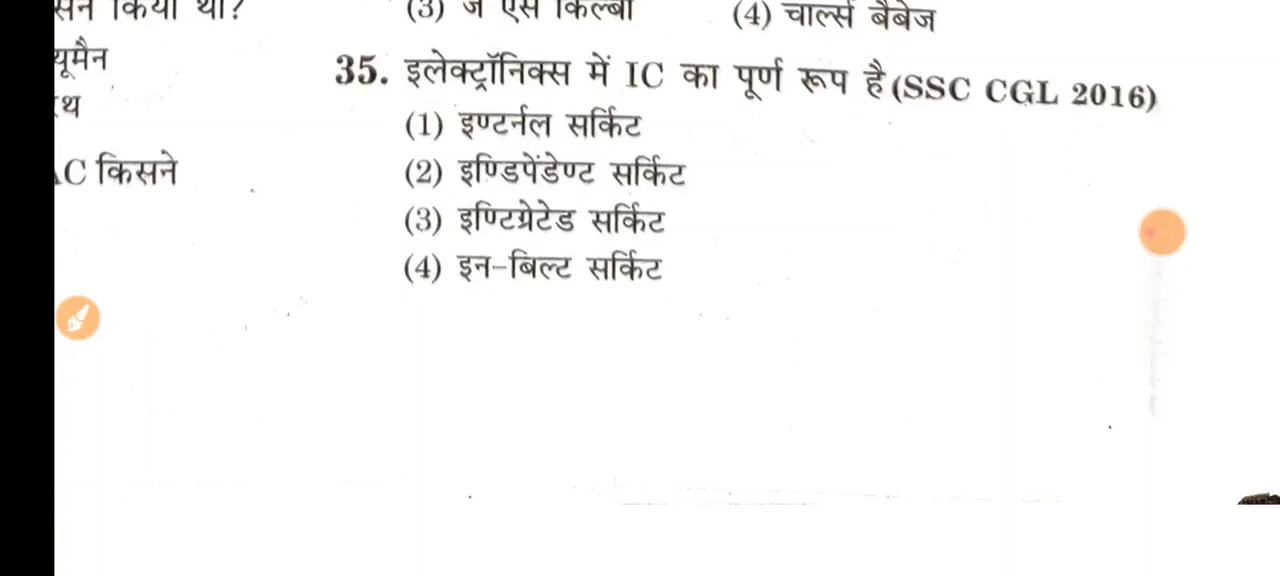 (3) जे एस किल्बी (4) चार्ल्स बैबेज
यूमैन
35. इलेक्ट्रॉनिक्स में IC का पूर्ण रूप है (SSC CGL 2016)
थ
(1) इण्टर्नल सर्किट
C किसने
(2) इण्डिपेंडेण्ट सर्किट
(3) इण्टिग्रेटेड सर्किट
(4) इन-बिल्ट सर्किट